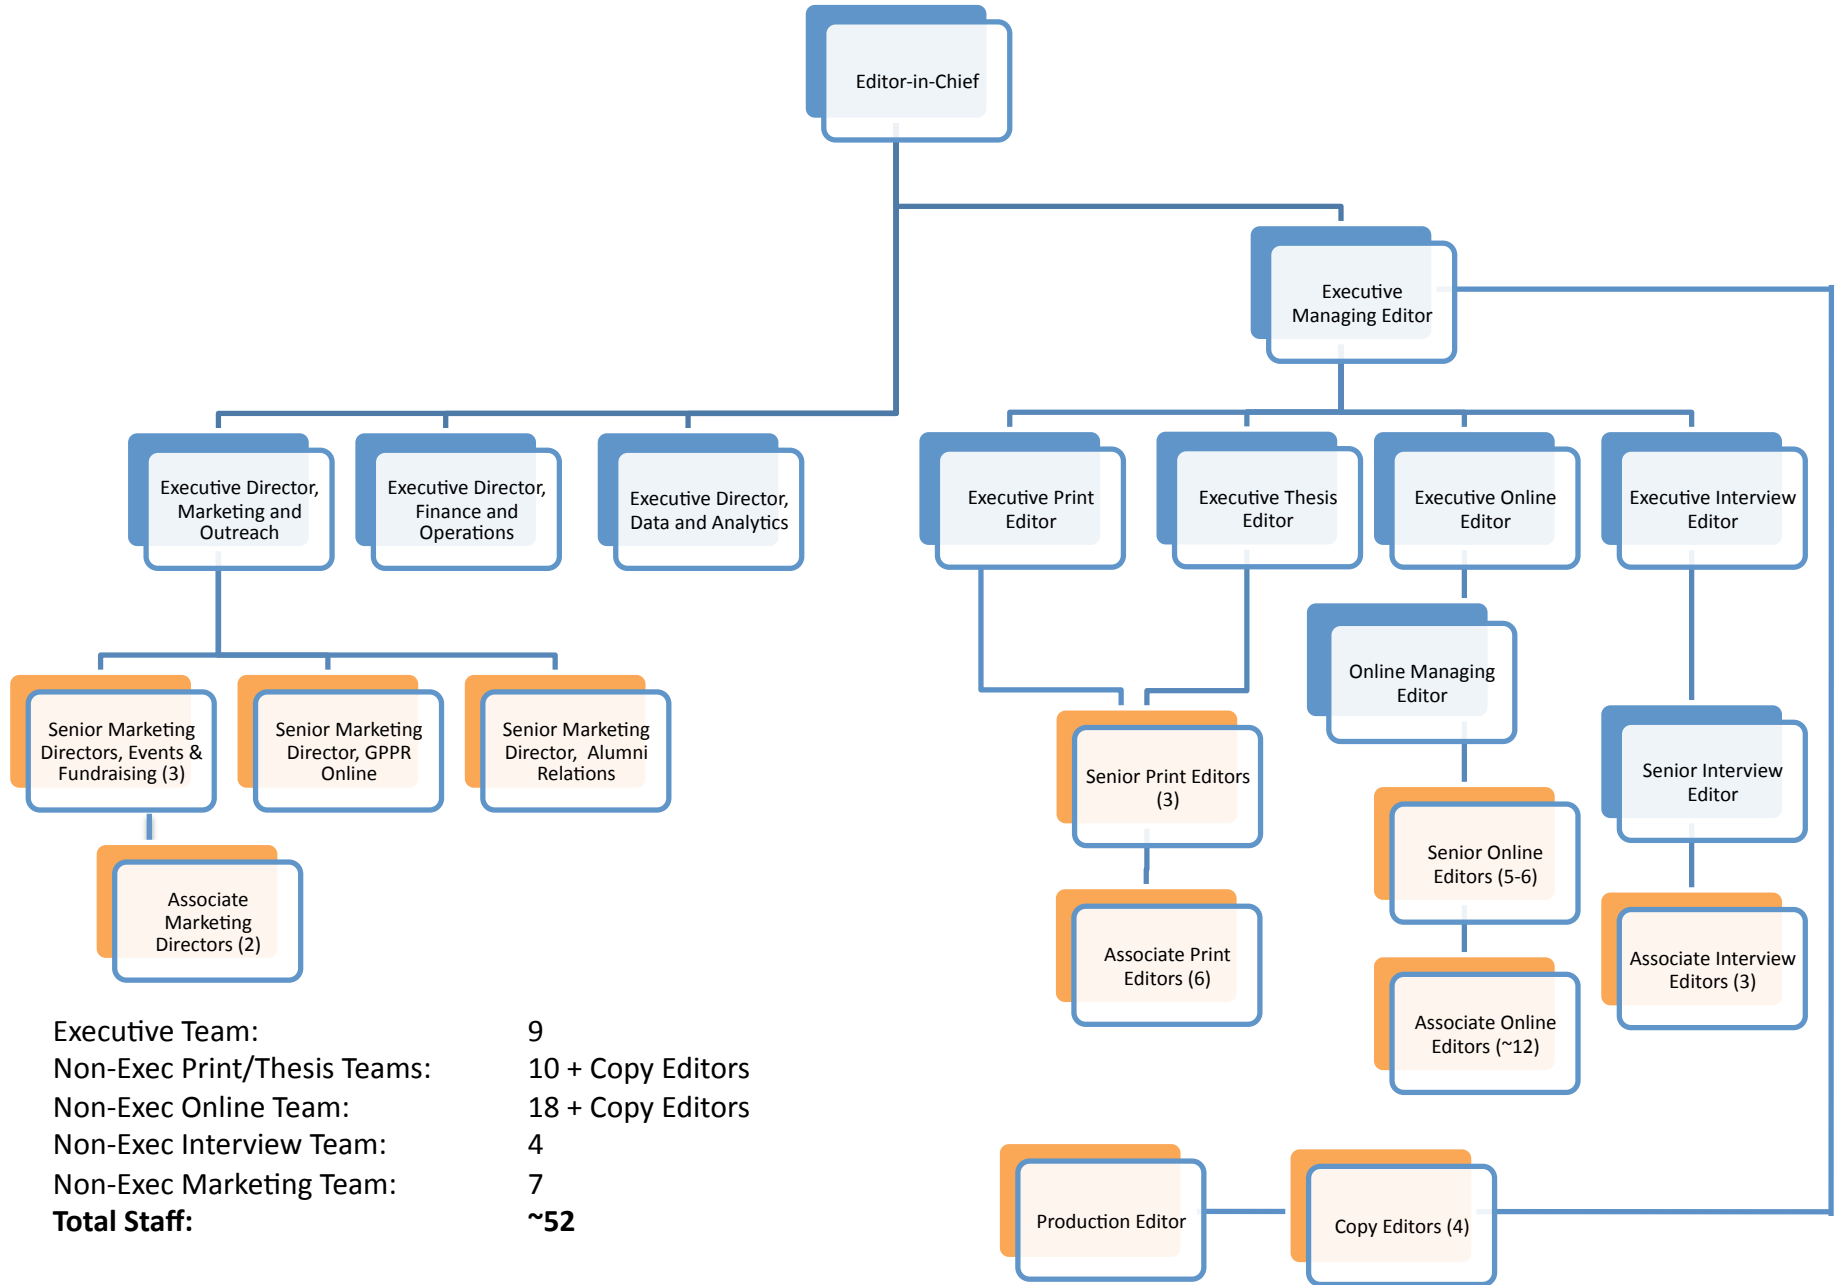 Editor-in-Chief
Executive
Managing Editor
Executive Director,
Marketing and
Outreach
Executive Director,
Finance and
Operations
Executive Director,
Data and Analytics
Executive Print
Editor
Executive Thesis
Editor
Executive Online
Editor
Executive Interview
Editor
Online Managing
Editor
Senior Marketing
Directors, Events &
Fundraising (3)
Senior Marketing
Director, GPPR
Online
Senior Marketing
Director, Alumni
Relations
Senior Print Editors
(3)
Senior Interview
Editor
Senior Online
Editors (5-6)
Associate
Marketing
Directors (2)
Associate Print
Editors (6)
Associate Interview
Editors (3)
Associate Online
Editors (~12)
Executive Team: 9
Non-Exec Print/Thesis Teams: 10 + Copy Editors
Non-Exec Online Team: 18 + Copy Editors
Non-Exec Interview Team: 4
Non-Exec Marketing Team: 7
Total Staff: ~52
Production Editor
Copy Editors (4)